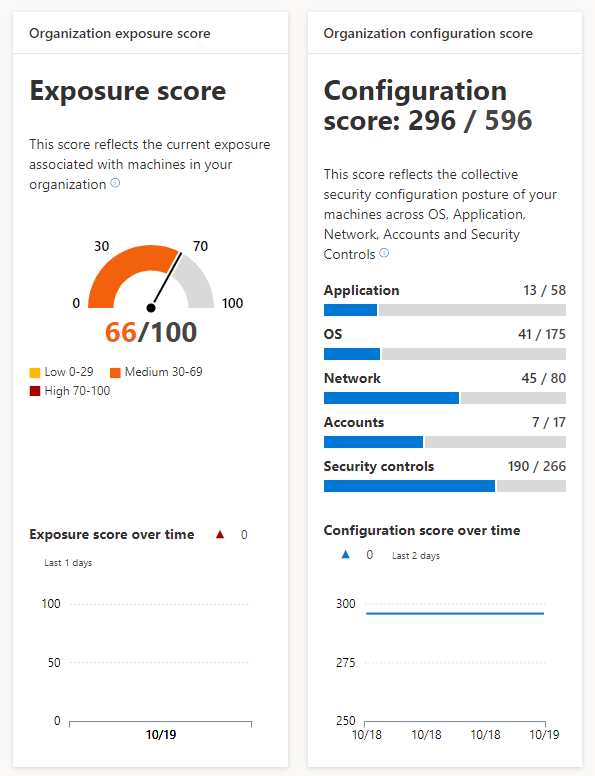 Organization exposure score
Exposure score
This score reflects the current exposure
associated with machines in your
organization
30
70
0
100
66/100
Low 0-29
Medium 30-69
High 70-100
Exposure score over time
0
Last 1 days
100
50
0
10/19
Organization configuration score
Configuration
score: 296 / 596
This score reflects the collective
security configuration posture of your
machines across OS, Application,
Network, Accounts and Security
Controls
Application 13 / 58
OS 41 / 175
Network 45 / 80
Accounts 7 / 17
Security controls 190 / 266
Configuration score over time
0
Last 2 days
300
275
250
10/18 10/18 10/18 10/19